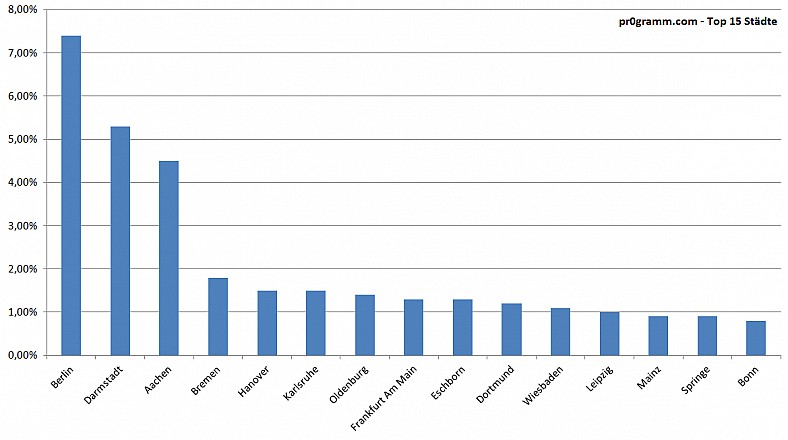 pr0gramm.com - Top 15 Städte
8,00%
7,00%
6,00%
5,00%
4,00%
3,00%
2,00%
1,00%
0,00%
Berlin
Darmstadt
Aachen
Bremen
Hanover
Karlsruhe
Oldenburg
Frankfurt Am Main
Eschborn
Dortmund
Wiesbaden
Leipzig
Mainz
Springe
Bonn